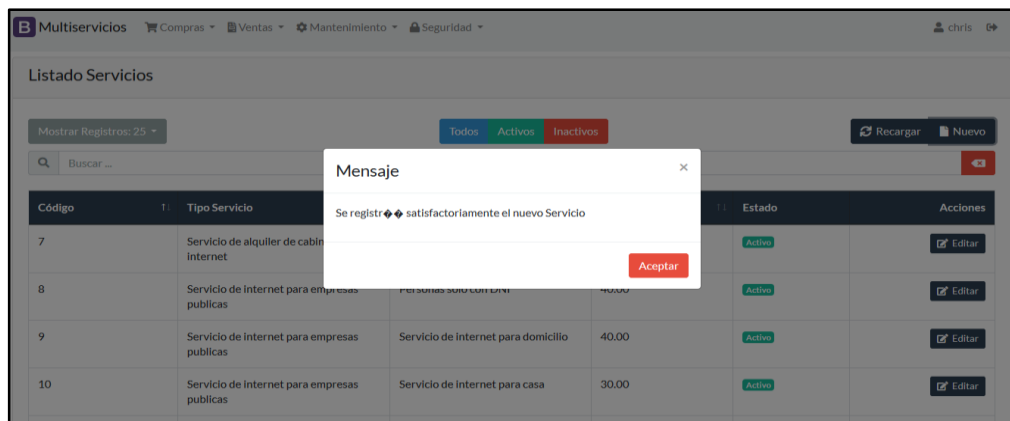 B Multiservicios Compras Ventas Mantenimiento Seguridad chris
Listado Servicios
Mostrar Registros: 25 Todos Activos Inactivos Recargar Nuevo
Buscar ...
Mensaje ×
Se registr�� satisfactoriamente el nuevo Servicio
Aceptar
Código Tipo Servicio Estado Acciones
7 Servicio de alquiler de Activo Editar
internet
8 Servicio de internet para empresas Personas solo con DNI 40.00 Activo Editar
publicas
9 Servicio de internet para empresas Servicio de internet para domicilio 40.00 Activo Editar
publicas
10 Servicio de internet para empresas Servicio de internet para casa 30.00 Activo Editar
publicas